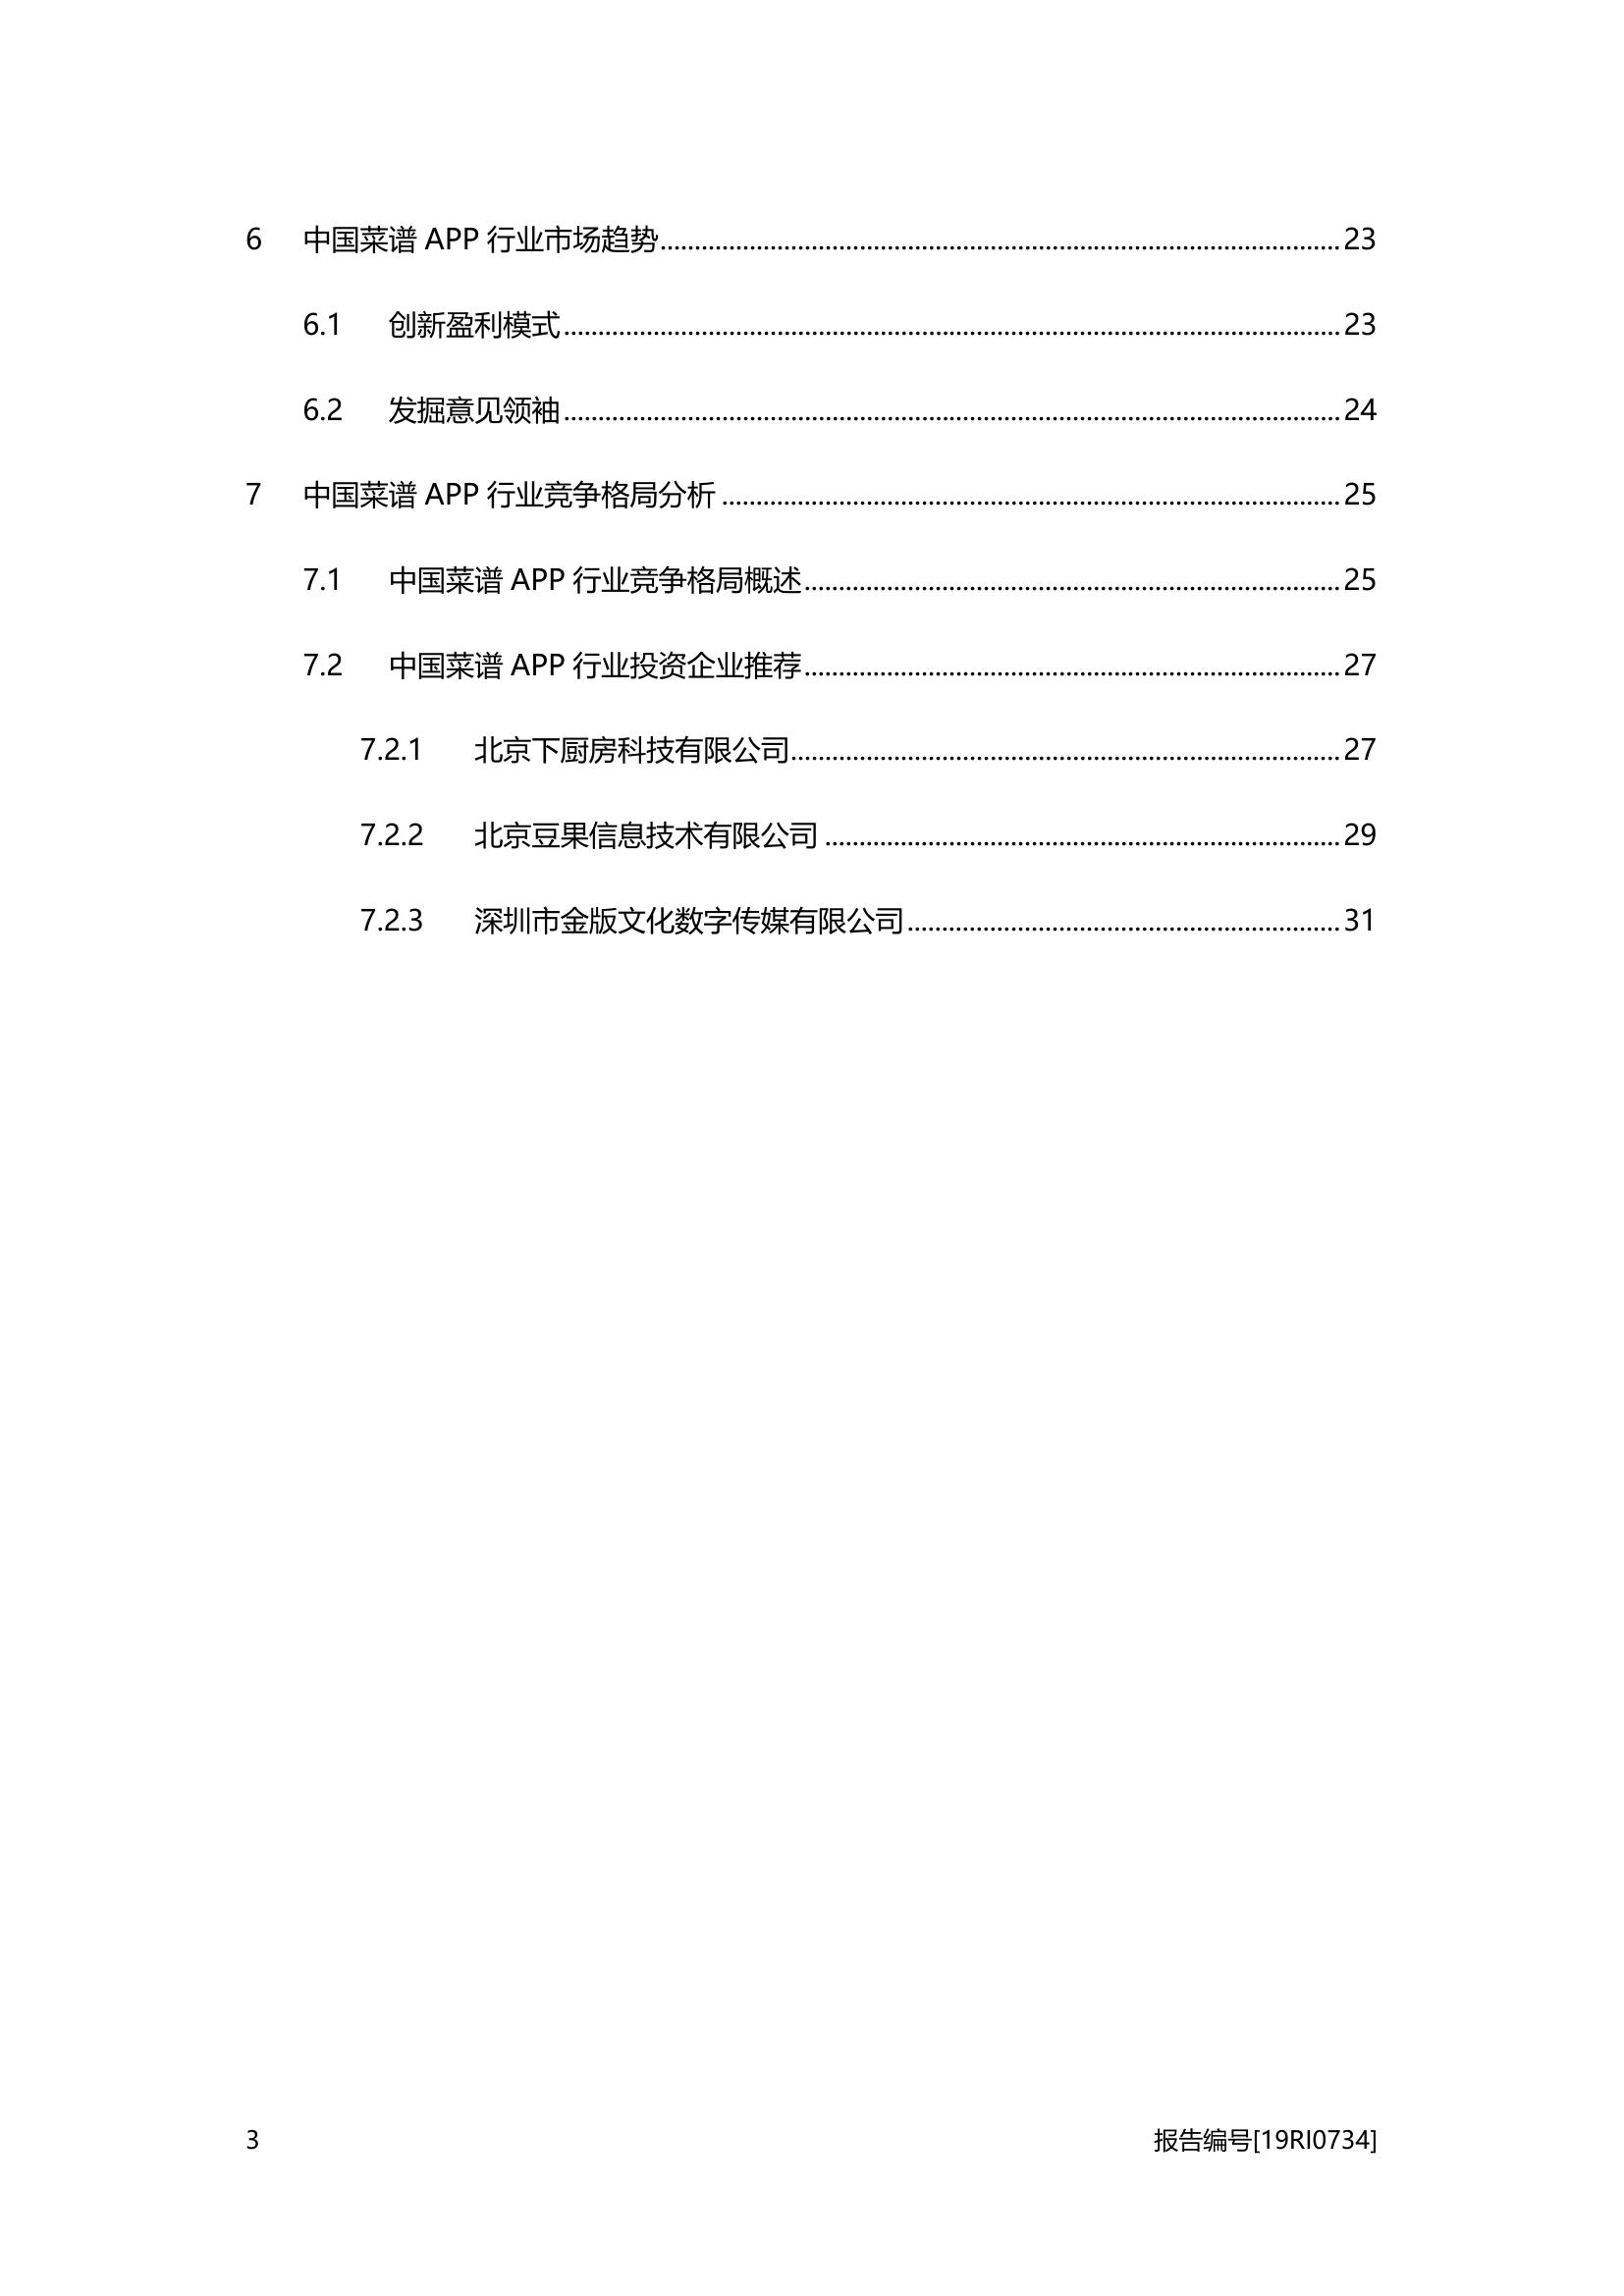 6 中国菜谱 APP 行业市场趋势........................................ 23
6.1 创新盈利模式........................................ 23
6.2 发掘意见领袖........................................ 24
7 中国菜谱 APP 行业竞争格局分析........................................ 25
7.1 中国菜谱 APP 行业竞争格局概述........................................ 25
7.2 中国菜谱 APP 行业投资企业推荐........................................ 27
7.2.1 北京下厨房科技有限公司........................................ 27
7.2.2 北京豆果信息技术有限公司........................................ 29
7.2.3 深圳市金版文化数字传媒有限公司........................................ 31
3 报告编号[19RI0734]